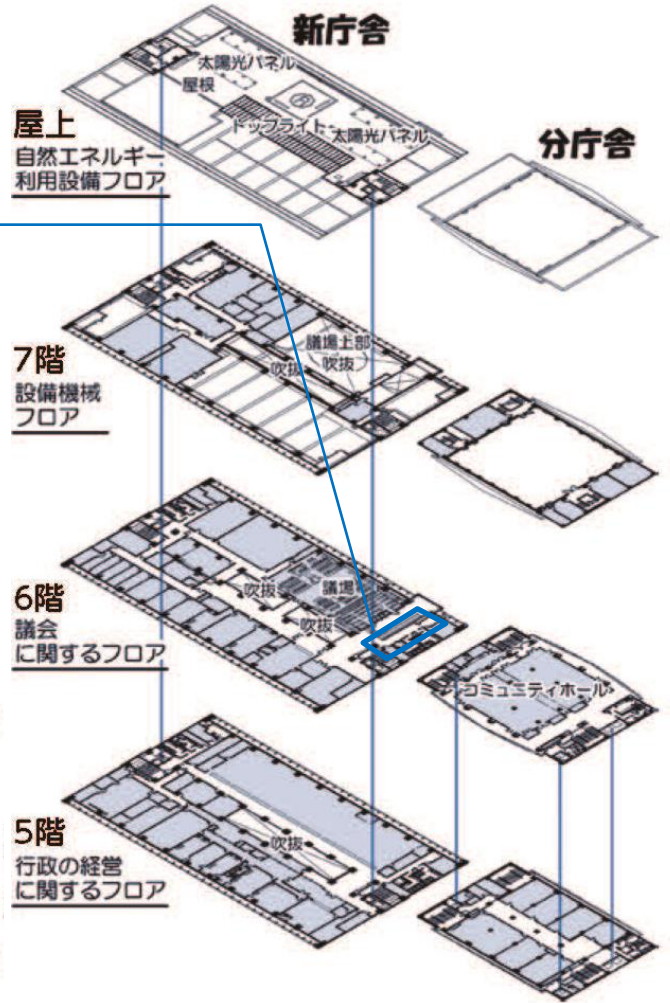 新庁舎
太陽光パネル
屋根
トップライト
太陽光パネル
屋上
自然エネルギー
利用設備フロア
分庁舎
7階
設備機械
フロア
議場上部
吹抜
吹抜
6階
議会
に関するフロア
吹抜
議場
吹抜
コミュニティホール
5階
行政の経営
に関するフロア
吹抜